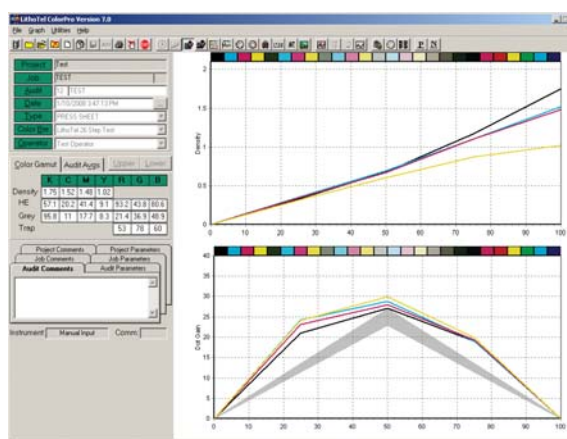 LithoTel ColorPro Version 7.0
File Graph Utilities Help
Project Test
Job TEST
Audit 12 TEST
Date 1/10/2008 3:47:13 PM
Type PRESS SHEET
Color Bar LithoTel 26 Step Test
Operator Test Operator
Color Gamut Audit Avgs Upper Lower
K C M Y R G B
Density 1.75 1.52 1.48 1.02
HE 57.1 20.2 41.4 9.1 93.2 43.8 80.6
Grey 95.8 11 17.7 8.3 21.4 36.9 48.9
Trap 53 78 60
Project Comments Project Parameters
Job Comments Job Parameters
Audit Comments Audit Parameters
Instrument Manual Input Comm:
2
1.5
Density
1
0.5
0
0 10 20 30 40 50 60 70 80 90 100
40
35
30
25
Dot Gain
20
15
10
5
0
0 10 20 30 40 50 60 70 80 90 100